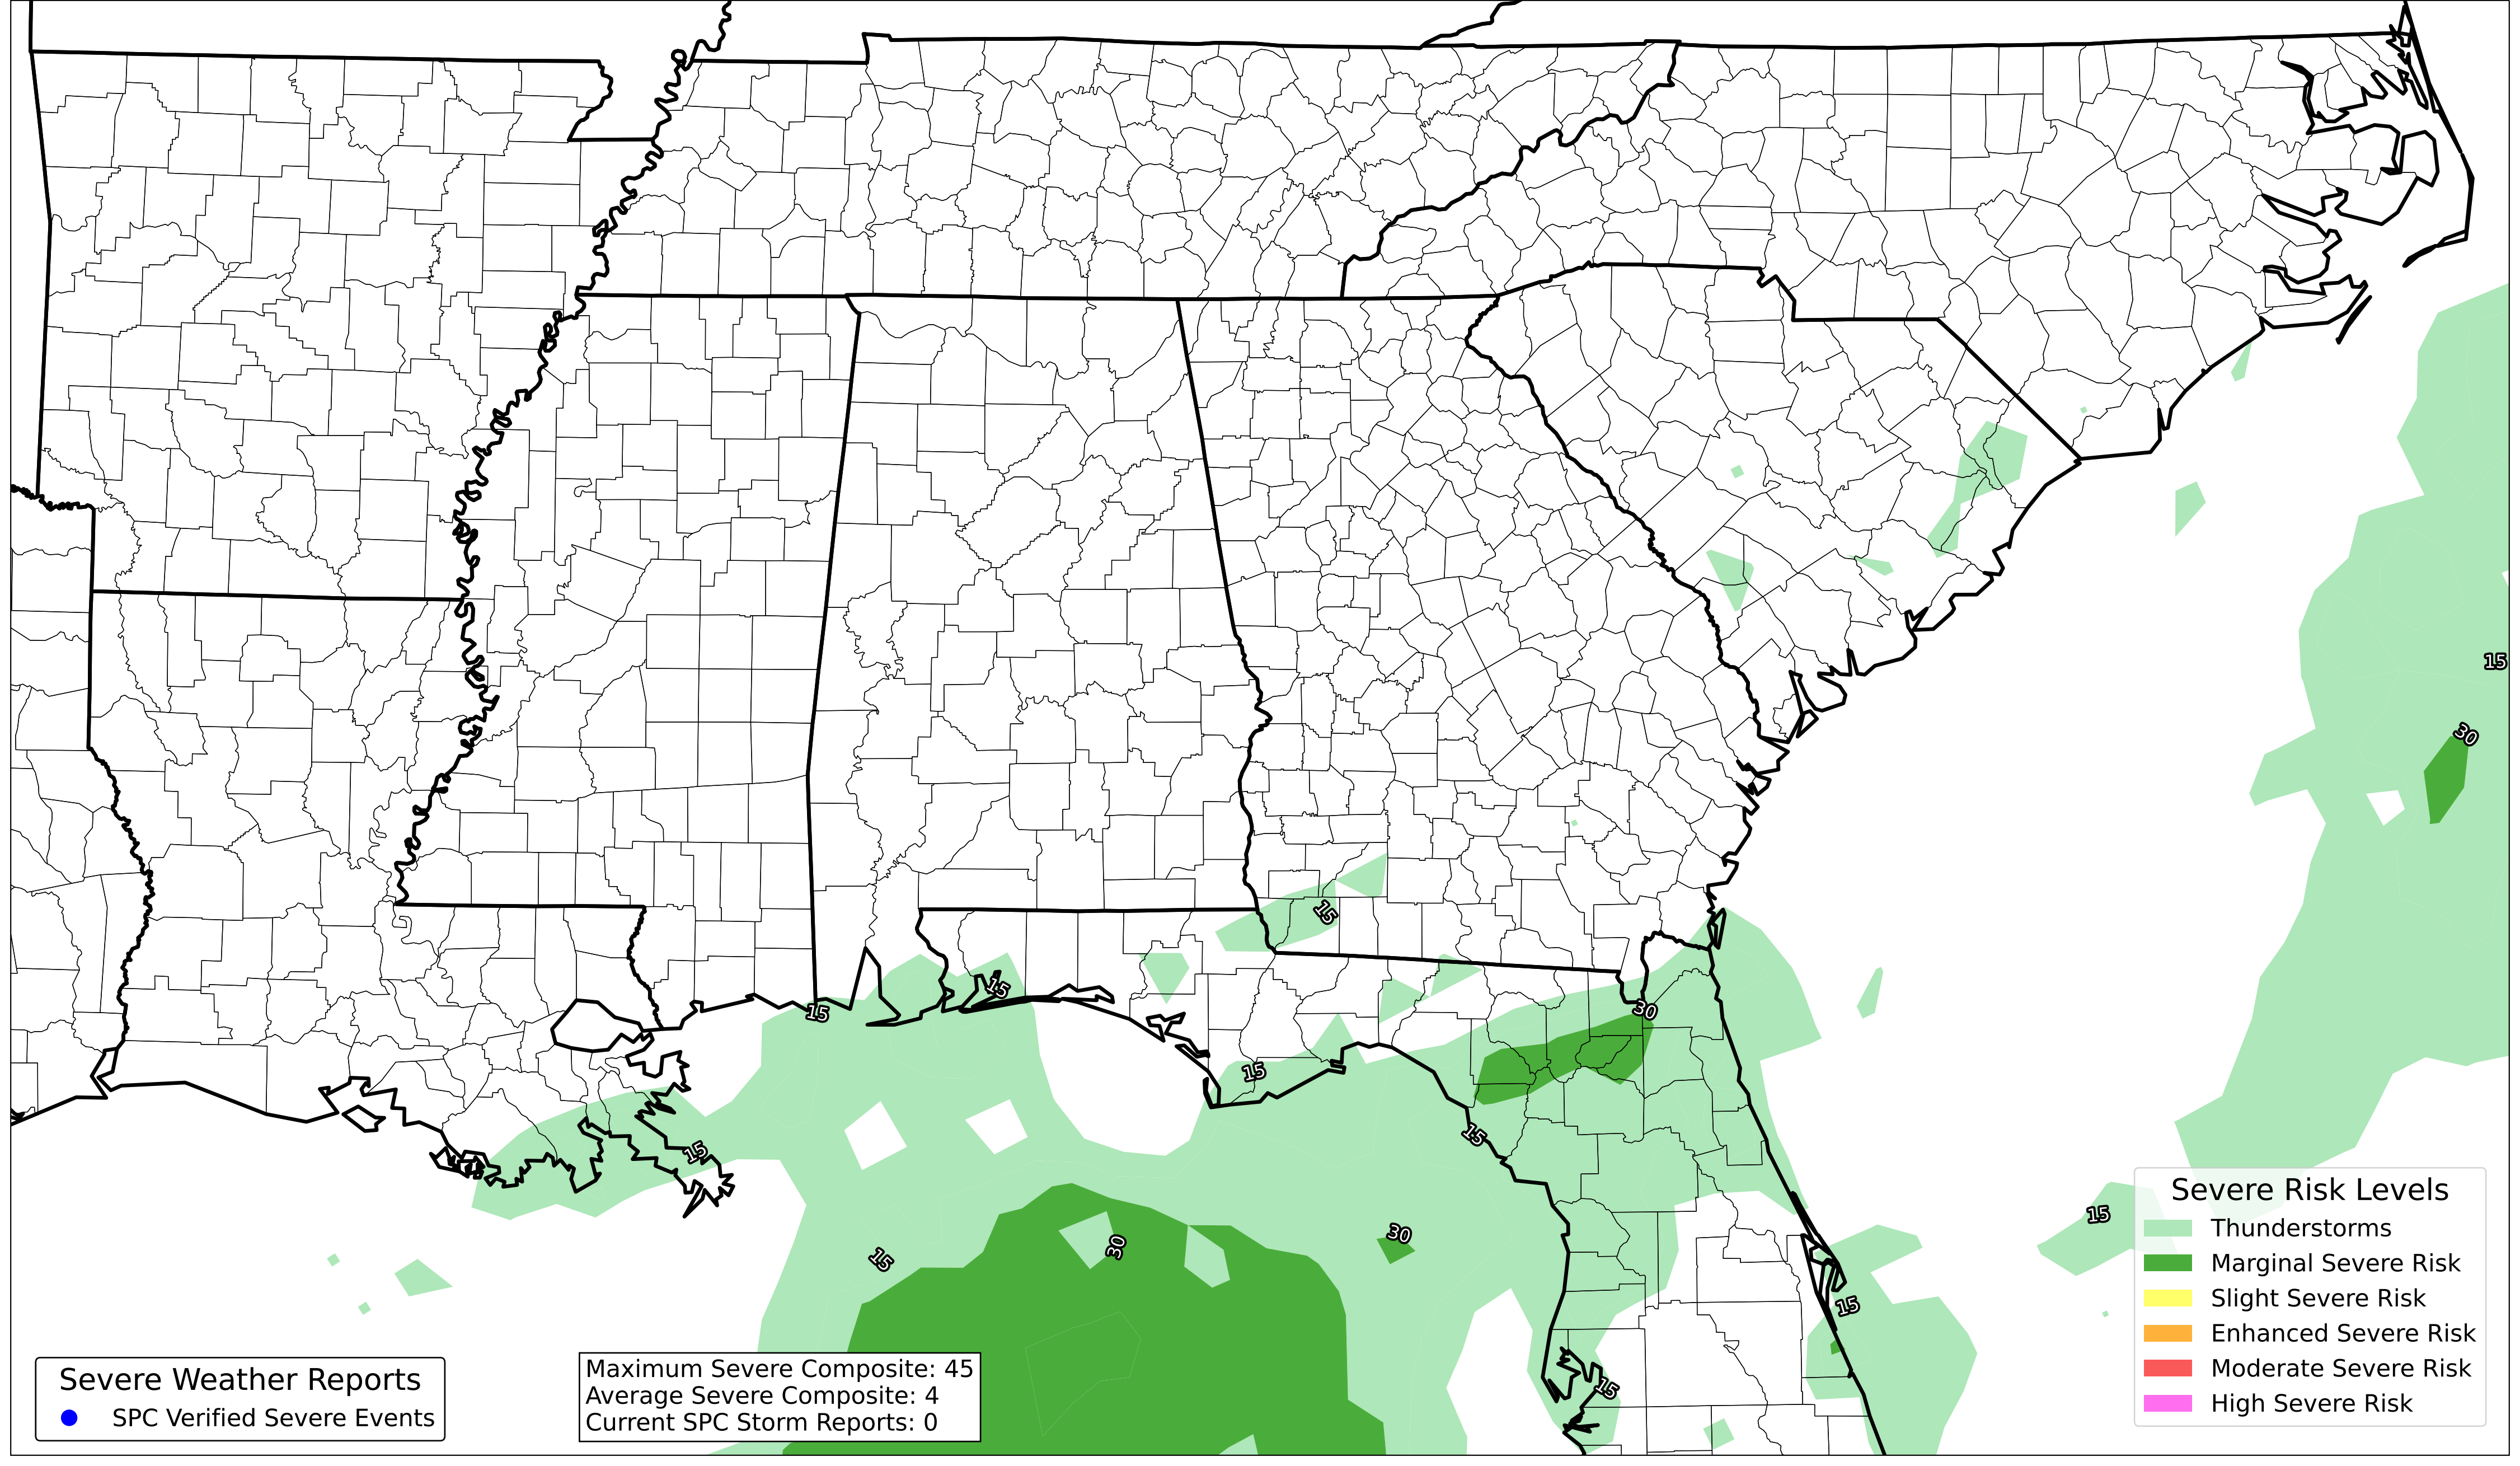 15
30
15
15
15
30
15
15
15
15
30
30
15
15
15
Severe Risk Levels
Thunderstorms
Marginal Severe Risk
Slight Severe Risk
Enhanced Severe Risk
Moderate Severe Risk
High Severe Risk
Severe Weather Reports
SPC Verified Severe Events
Maximum Severe Composite: 45
Average Severe Composite: 4
Current SPC Storm Reports: 0